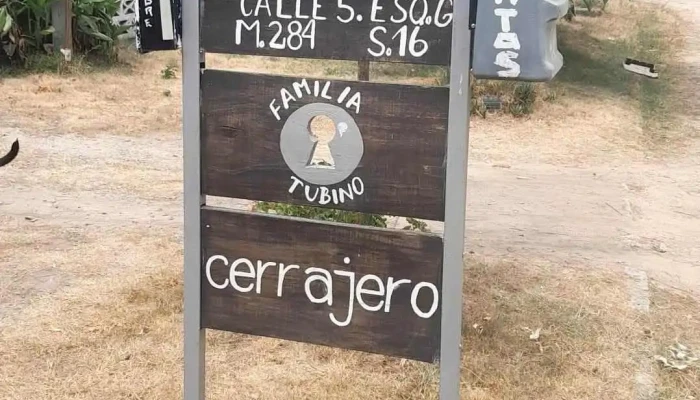 CALLE 5. ESQ.G
M.284 S.16
FAMILIA
TUBINO
cerrajero